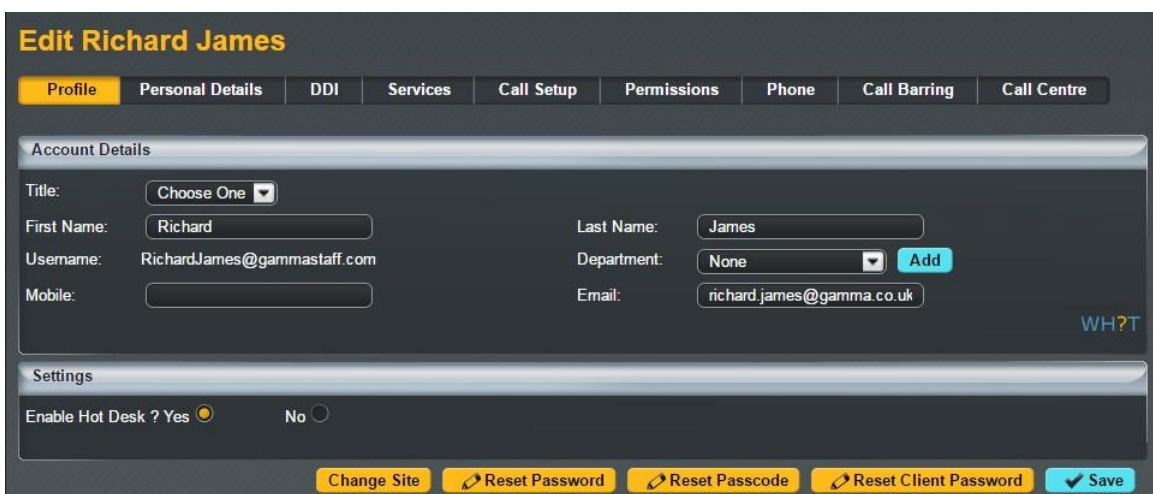 Edit Richard James
Profile Personal Details DDI Services Call Setup Permissions Phone Call Barring Call Centre
Account Details
Title: Choose One
First Name: Richard Last Name: James
Username: RichardJames@gammastaff.com Department: None Add
Mobile: Email: richard.james@gamma.co.uk
WH?T
Settings
Enable Hot Desk ? Yes No
Change Site Reset Password Reset Passcode Reset Client Password Save